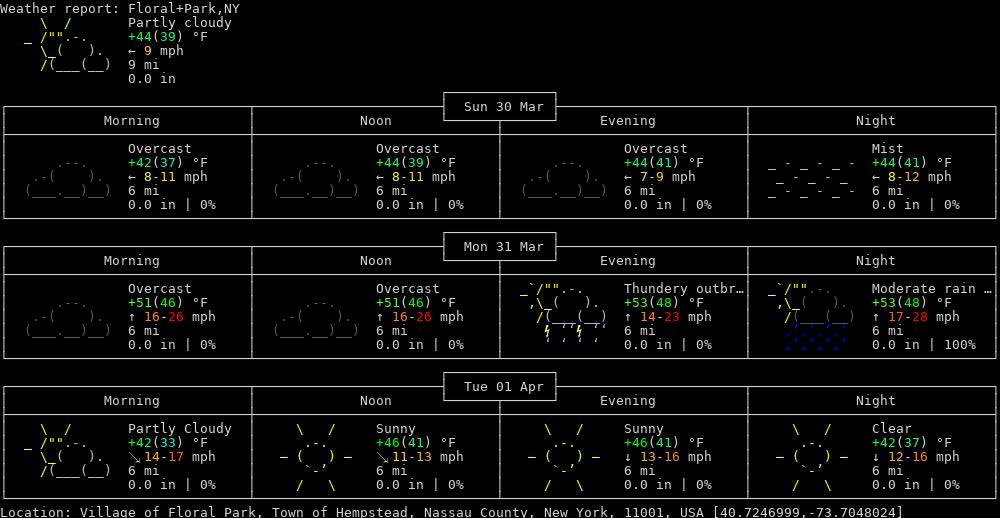 Weather report: Floral+Park,NY
Partly cloudy
+44(39) °F
← 9 mph
9 mi
0.0 in
Sun 30 Mar
Morning Noon Evening Night
Overcast Overcast Overcast Mist
+42(37) °F +44(39) °F +44(41) °F +44(41) °F
← 8-11 mph ← 8-11 mph ← 7-9 mph ← 8-12 mph
6 mi 6 mi 6 mi 6 mi
0.0 in | 0% 0.0 in | 0% 0.0 in | 0% 0.0 in | 0%
Mon 31 Mar
Morning Noon Evening Night
Overcast Overcast Thundery outbr… Moderate rain …
+51(46) °F +51(46) °F +53(48) °F +53(48) °F
↑ 16-26 mph ↑ 16-26 mph ↑ 14-23 mph ↑ 17-28 mph
6 mi 6 mi 6 mi 6 mi
0.0 in | 0% 0.0 in | 0% 0.0 in | 0% 0.0 in | 100%
Tue 01 Apr
Morning Noon Evening Night
Partly Cloudy Sunny Sunny Clear
+42(33) °F +46(41) °F +46(41) °F +42(37) °F
↘ 14-17 mph ↘ 11-13 mph ↓ 13-16 mph ↓ 12-16 mph
6 mi 6 mi 6 mi 6 mi
0.0 in | 0% 0.0 in | 0% 0.0 in | 0% 0.0 in | 0%
Location: Village of Floral Park, Town of Hempstead, Nassau County, New York, 11001, USA [40.7246999,-73.7048024]